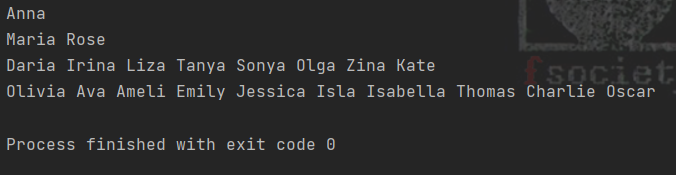 Anna
Maria Rose
Daria Irina Liza Tanya Sonya Olga Zina Kate
fsociet
Olivia Ava Ameli Emily Jessica Isla Isabella Thomas Charlie Oscar
Process finished with exit code 0